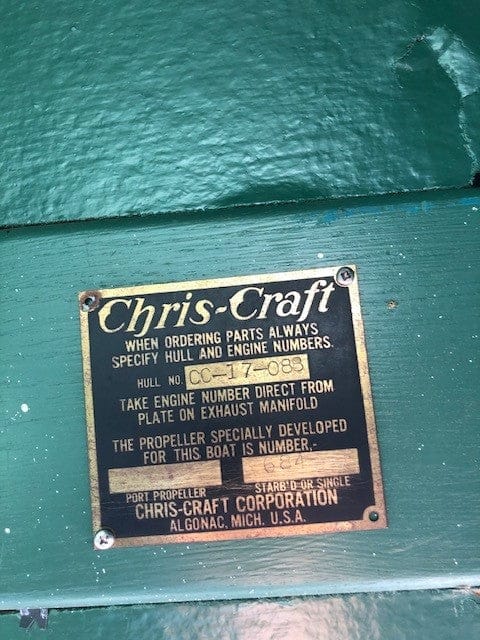 Chris-Craft
WHEN ORDERING PARTS ALWAYS
SPECIFY HULL AND ENGINE NUMBERS.
HULL NO. CC-17-083
TAKE ENGINE NUMBER DIRECT FROM
PLATE ON EXHAUST MANIFOLD
THE PROPELLER SPECIALLY DEVELOPED
FOR THIS BOAT IS NUMBER,-
684
PORT PROPELLER STARB'D OR SINGLE
CHRIS-CRAFT CORPORATION
ALGONAC, MICH. U.S.A.